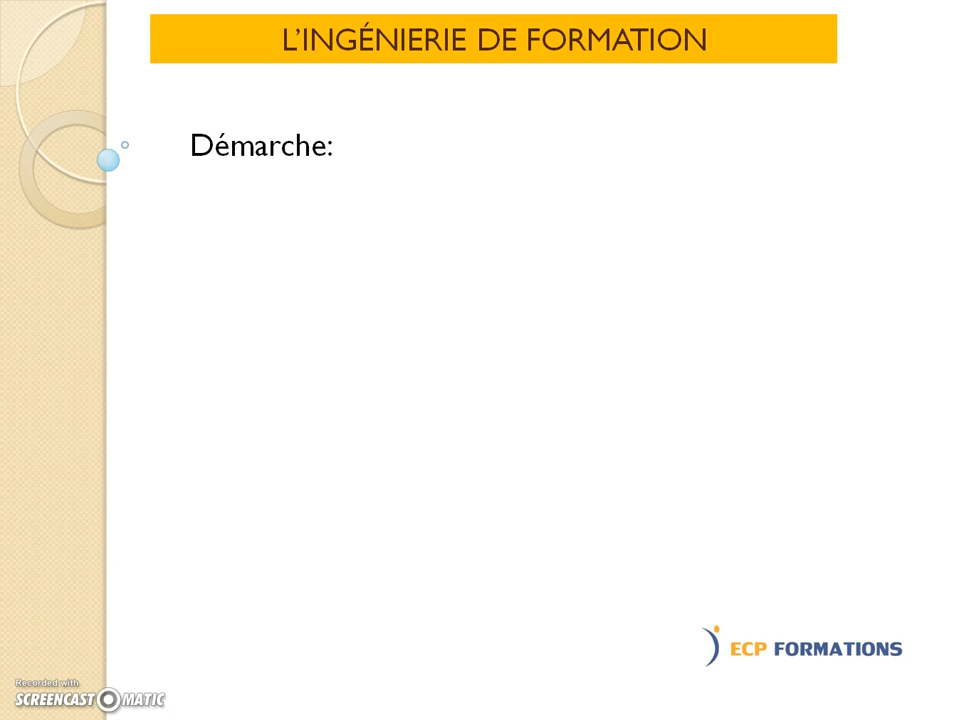 L'INGÉNIERIE DE FORMATION
Démarche:
ECP FORMATIONS
Recorded with
SCREENCAST MATIC